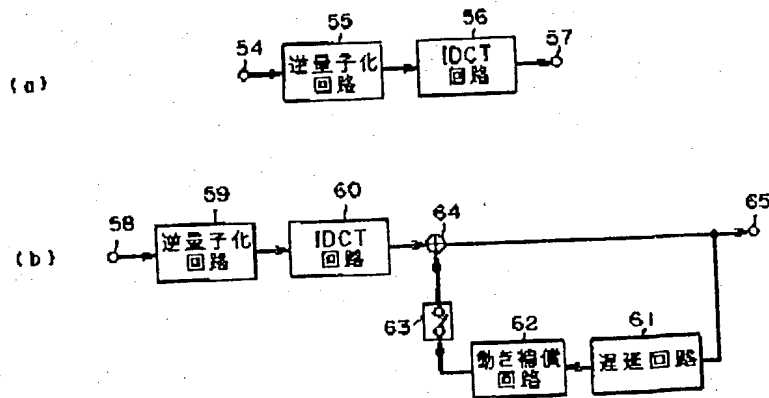 (a)
54
55
逆量子化
回路
56
IDCT
回路
57
(b)
58
59
逆量子化
回路
60
IDCT
回路
64
65
63
62
動き補償
回路
61
遅延回路